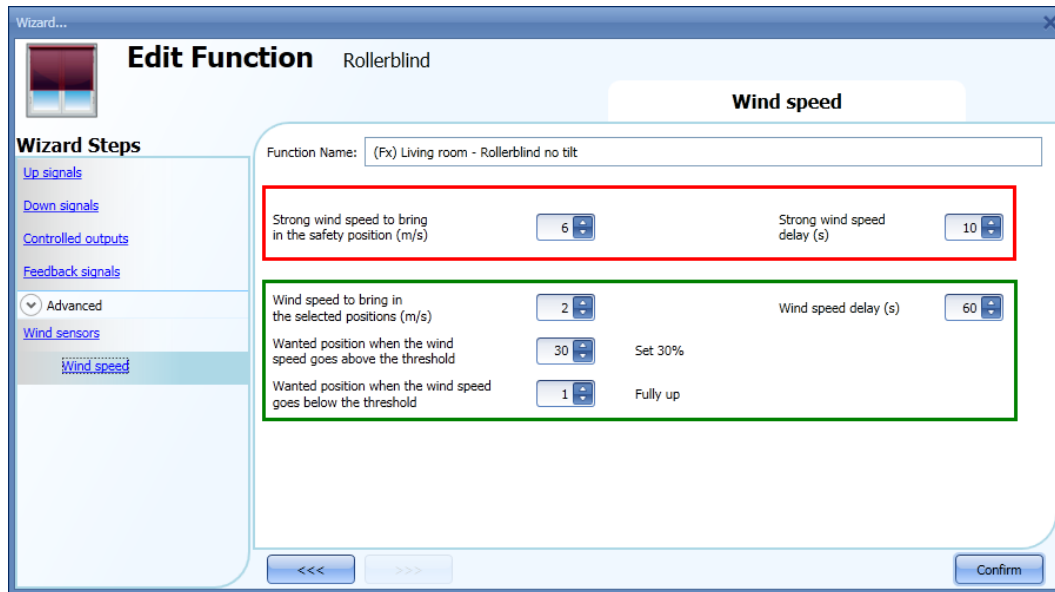 Wizard...
Edit Function Rollerblind
Wind speed
Wizard Steps
Up signals
Down signals
Controlled outputs
Feedback signals
Advanced
Wind sensors
Wind speed
Function Name: (Fx) Living room - Rollerblind no tilt
Strong wind speed to bring
in the safety position (m/s)
6
Strong wind speed
delay (s)
10
Wind speed to bring in
the selected positions (m/s)
2
Wind speed delay (s)
60
Wanted position when the wind
speed goes above the threshold
30
Set 30%
Wanted position when the wind speed
goes below the threshold
1
Fully up
<<<
>>>
Confirm